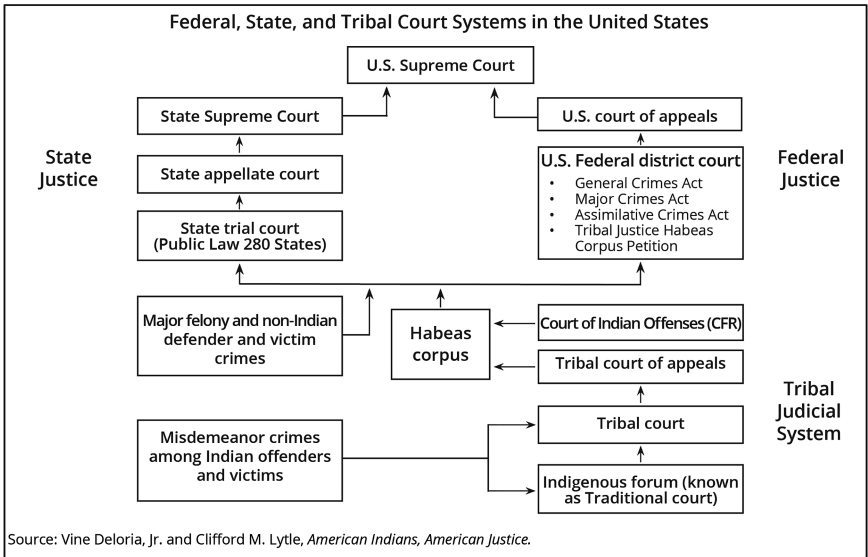 Federal, State, and Tribal Court Systems in the United States
U.S. Supreme Court
State Supreme Court
U.S. court of appeals
State
Justice
State appellate court
U.S. Federal district court
• General Crimes Act
• Major Crimes Act
• Assimilative Crimes Act
• Tribal Justice Habeas
Corpus Petition
Federal
Justice
State trial court
(Public Law 280 States)
Major felony and non-Indian
defender and victim
crimes
Habeas
corpus
Court of Indian Offenses (CFR)
Tribal court of appeals
Tribal
Judicial
System
Tribal court
Misdemeanor crimes
among Indian offenders
and victims
Indigenous forum (known
as Traditional court)
Source: Vine Deloria, Jr. and Clifford M. Lytle, American Indians, American Justice.